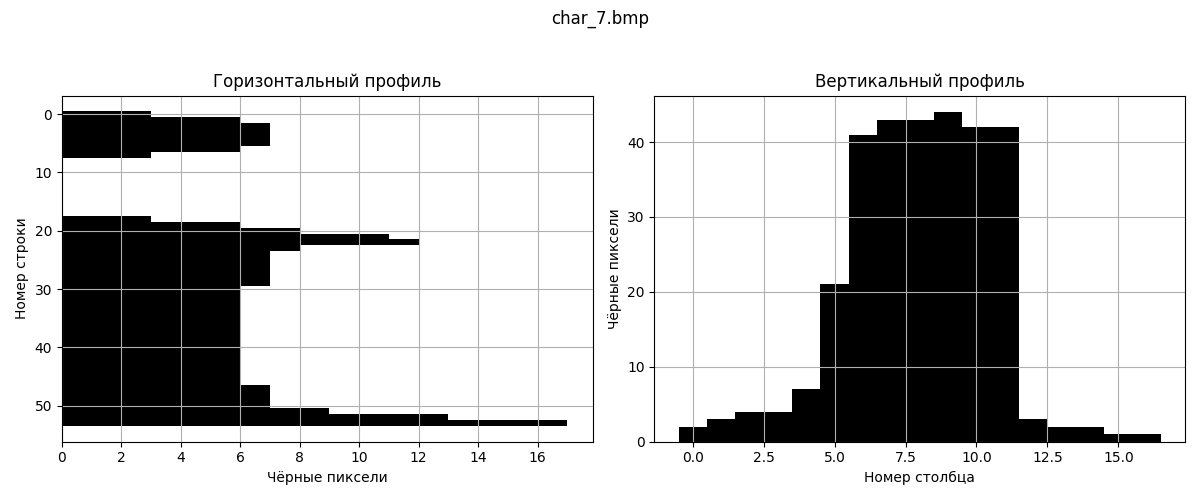 char_7.bmp
Горизонтальный профиль
Номер строки
0
10
20
30
40
50
0 2 4 6 8 10 12 14 16
Чёрные пиксели
Вертикальный профиль
Чёрные пиксели
40
30
20
10
0
0.0 2.5 5.0 7.5 10.0 12.5 15.0
Номер столбца